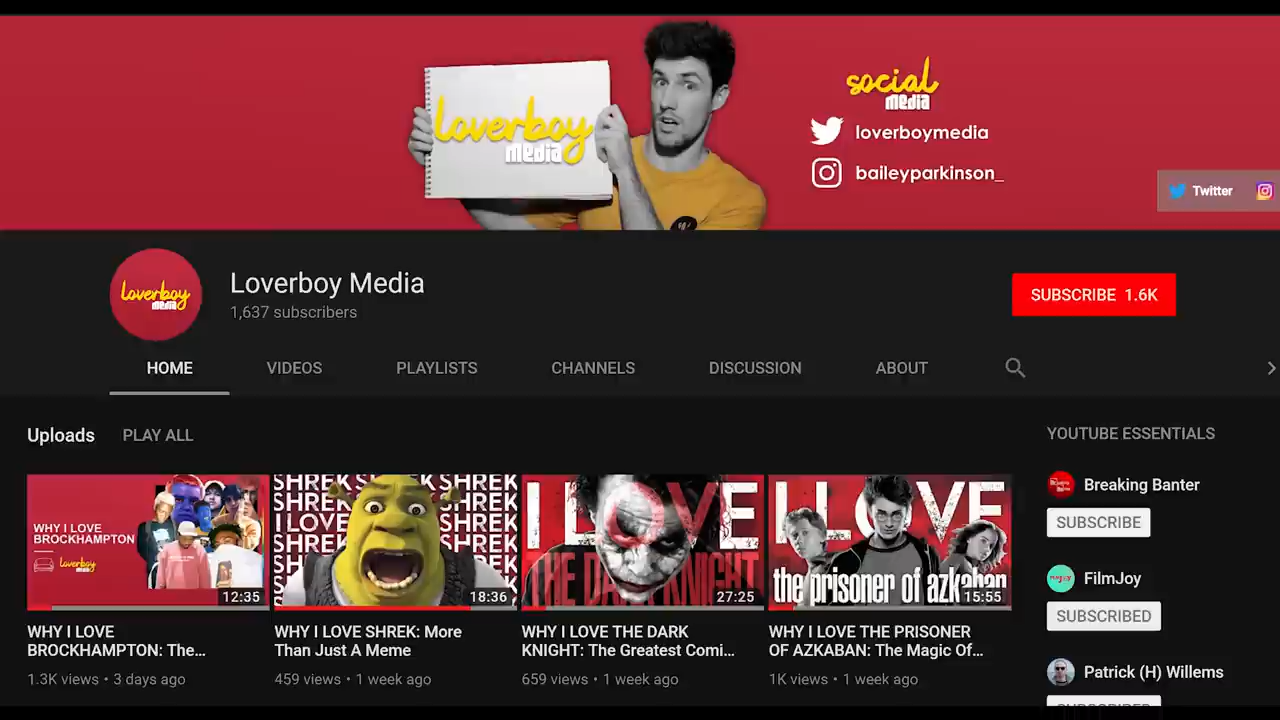 loverboy
media
social
media
loverboymedia
baileyparkinson_
Twitter
loverboy
media
Loverboy Media
1,637 subscribers
SUBSCRIBE 1.6K
HOME VIDEOS PLAYLISTS CHANNELS DISCUSSION ABOUT
Uploads PLAY ALL
WHY I LOVE
BROCKHAMPTON
loverboy
12:35
WHY I LOVE
BROCKHAMPTON: The...
1.3K views • 3 days ago
SHREK SHREK SHREK
SHREK SHREK
I LOVE SHREK
SHREK SHREK
SHREK SHREK
18:36
WHY I LOVE SHREK: More
Than Just A Meme
459 views • 1 week ago
I LOVE
THE DARK KNIGHT
27:25
WHY I LOVE THE DARK
KNIGHT: The Greatest Comi...
659 views • 1 week ago
I LOVE
the prisoner of azkaban
15:55
WHY I LOVE THE PRISONER
OF AZKABAN: The Magic Of...
1K views • 1 week ago
YOUTUBE ESSENTIALS
Breaking Banter
SUBSCRIBE
FilmJoy
SUBSCRIBED
Patrick (H) Willems
SUBSCRIBED